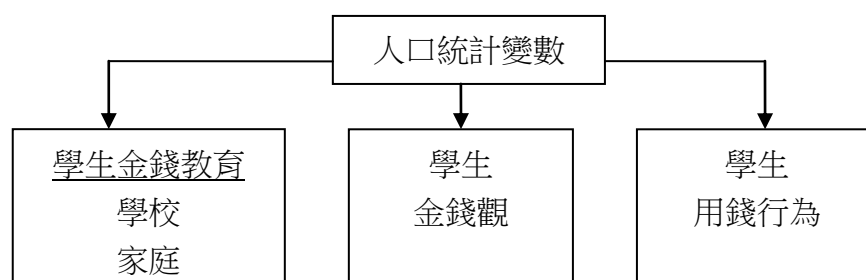 人口統計變數
學生金錢教育
學校
家庭
學生
金錢觀
學生
用錢行為